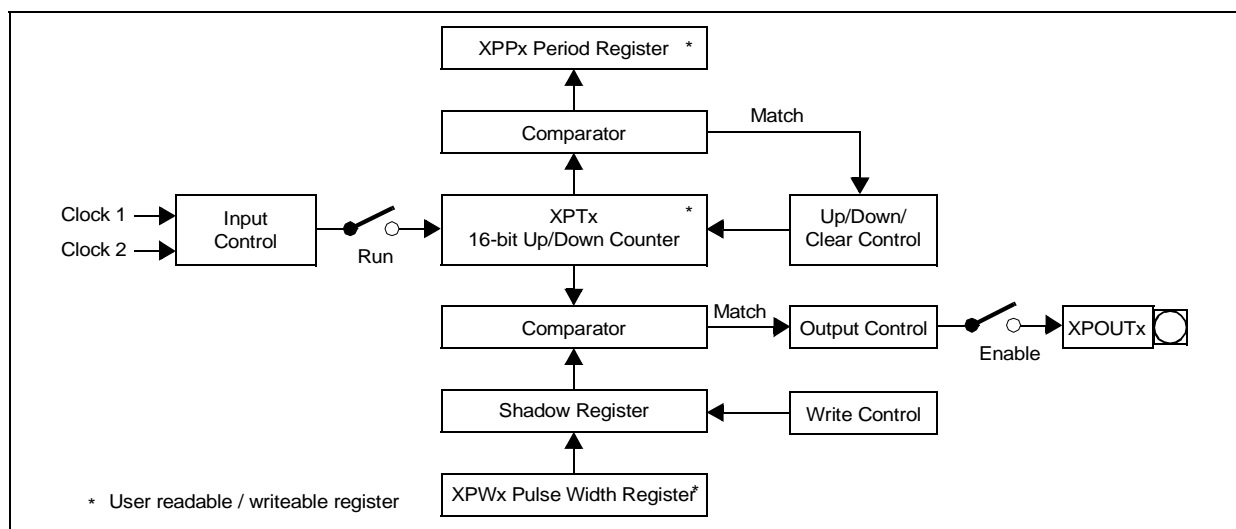 XPPx Period Register *
Comparator
Match
Clock 1
Clock 2
Input
Control
Run
XPTx *
16-bit Up/Down Counter
Up/Down/
Clear Control
Comparator
Match
Output Control
Enable
XPOUTx
Shadow Register
Write Control
XPWx Pulse Width Register*
* User readable / writeable register